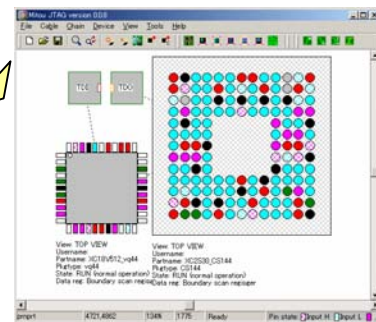 Mitou JTAG version 0.0.8
File Cable Chain Device View Tools Help
TDI TDO
View: TOP VIEW
Username:
Partname: XC18V512_vq44
Pkgtype: vq44
State: RUN (normal operation)
Data reg: Boundary scan regisger
View: TOP VIEW
Username:
Partname: XC2S30_CS144
Pkgtype: CS144
State: RUN (normal operation)
Data reg: Boundary scan regisger
4721,4862 134% 1775 Ready Pin state: Input H Input L